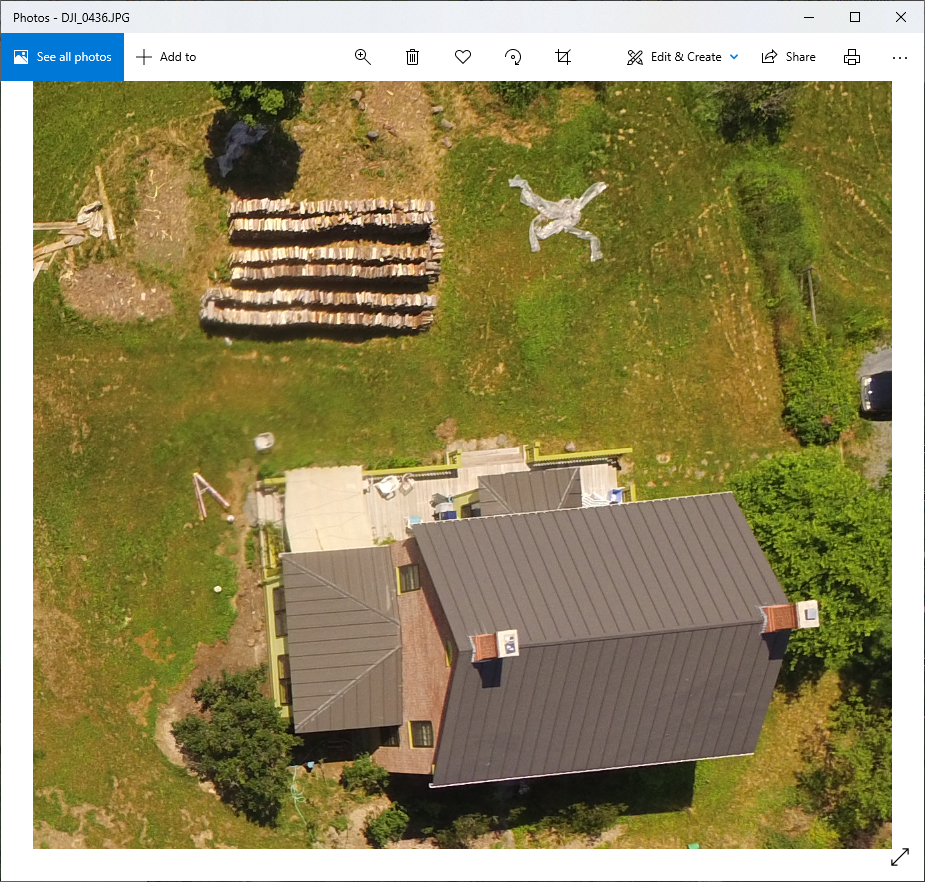 Photos - DJI_0436.JPG
See all photos
Add to
Edit & Create
Share